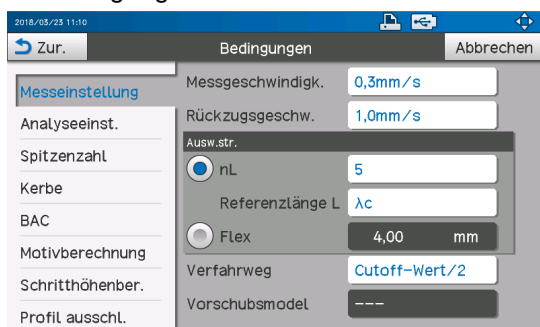 2018/03/23 11:10
Zur. Bedingungen Abbrechen
Messeinstellung
Analyseeinst.
Spitzenzahl
Kerbe
BAC
Motivberechnung
Schritthöhenber.
Profil ausschl.
Messgeschwindigk. 0,3mm/s
Rückzugsgeschw. 1,0mm/s
Ausw.str.
nL 5
Referenzlänge L λc
Flex 4,00 mm
Verfahrweg Cutoff-Wert/2
Vorschubsmodel ---